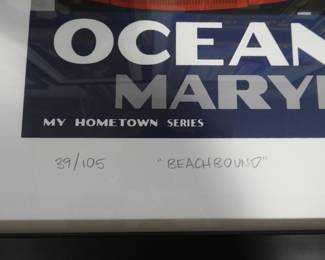 OCEAN
MARYL
MY HOMETOWN SERIES
39/105 "BEACHBOUND"